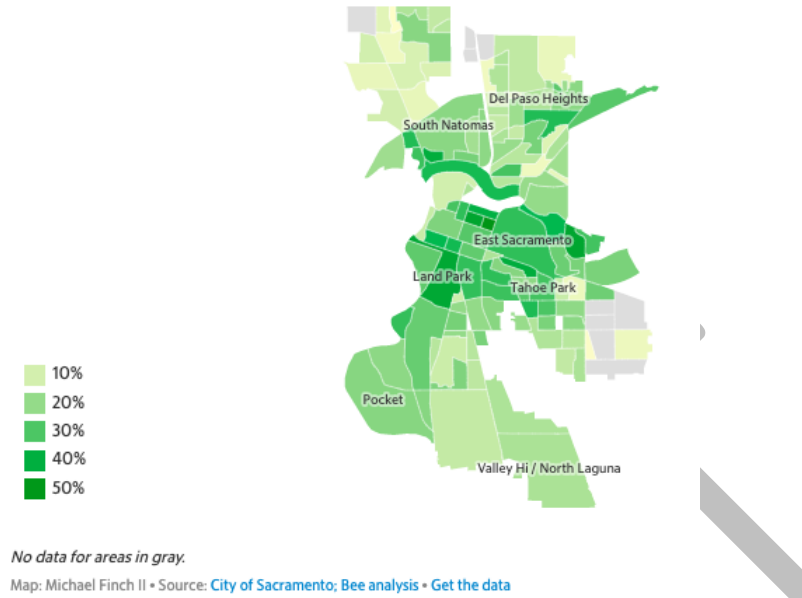 Del Paso Heights
South Natomas
East Sacramento
Land Park
Tahoe Park
10%
20%
30%
40%
50%
Pocket
Valley Hi / North Laguna
No data for areas in gray.
Map: Michael Finch II • Source: City of Sacramento; Bee analysis • Get the data